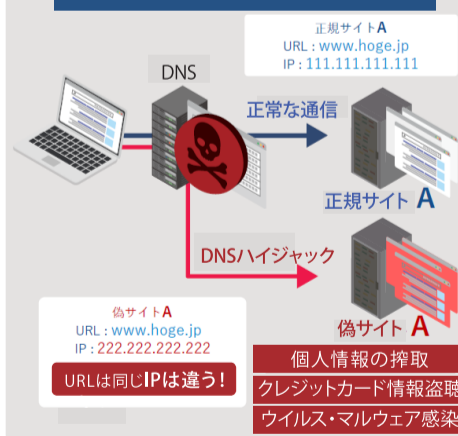 正規サイトA
URL : www.hoge.jp
IP : 111.111.111.111
DNS
正常な通信
正規サイト A
DNSハイジャック
偽サイト A
偽サイトA
URL : www.hoge.jp
IP : 222.222.222.222
URLは同じIPは違う!
個人情報の搾取
クレジットカード情報盗聴
ウイルス・マルウェア感染